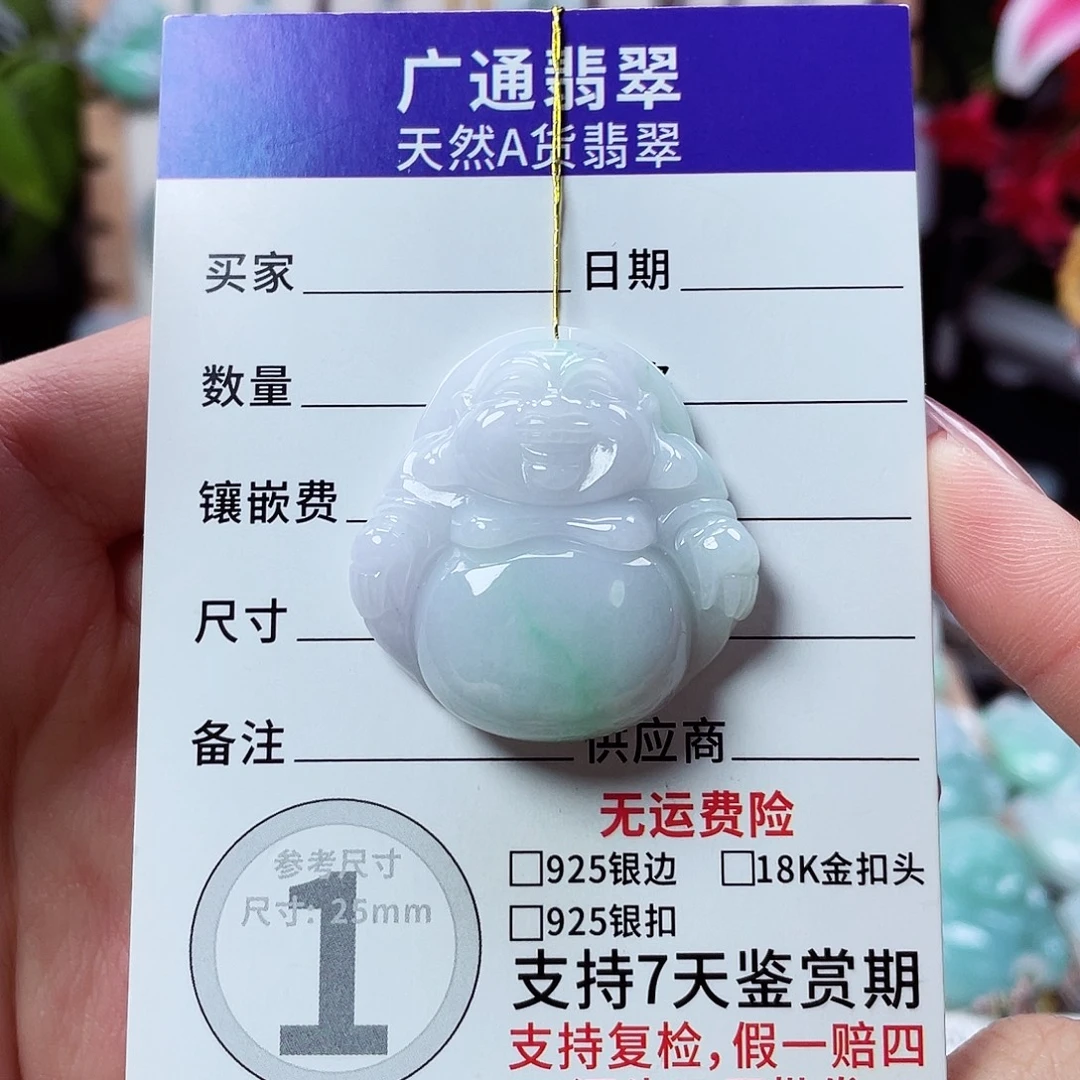 广通翡翠
天然A货翡翠
买家 日期
数量
镶嵌费
尺寸
备注 供应商
无运费险
925银边 18K金扣头
925银扣
支持7天鉴赏期
支持复检,假一赔四
参考尺寸
尺寸: 25mm
1